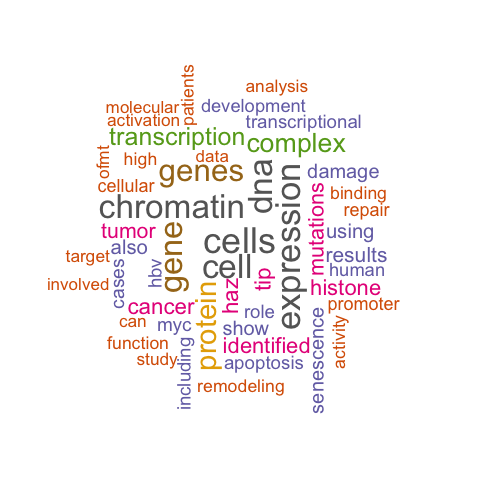 patients
analysis
molecular
development
activation
transcriptional
transcription
complex
ofmt
high
data
genes
dna
damage
cellular
expression
mutations
binding
chromatin
repair
tumor
gene
cells
using
also
target
cell
results
cases
hbv
human
involved
haz
tip
histone
cancer
protein
role
promoter
can
myc
show
senescence
activity
function
including
identified
study
apoptosis
remodeling